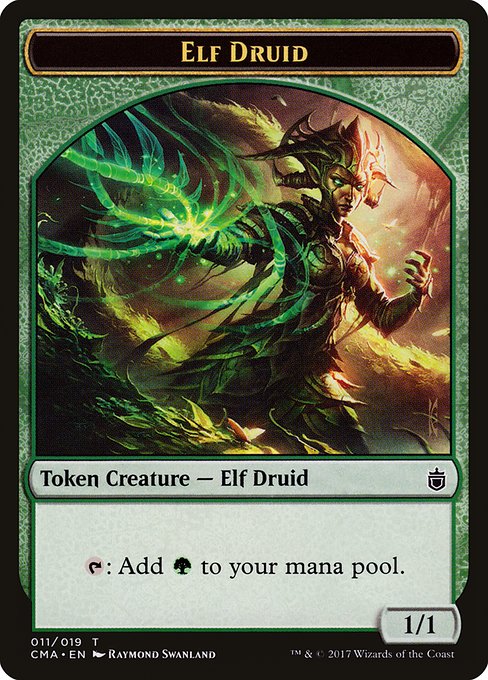 ELF DRUID
Token Creature — Elf Druid
: Add to your mana pool.
1/1
011/019 T
CMA • EN RAYMOND SWANLAND
™ & © 2017 Wizards of the Coast